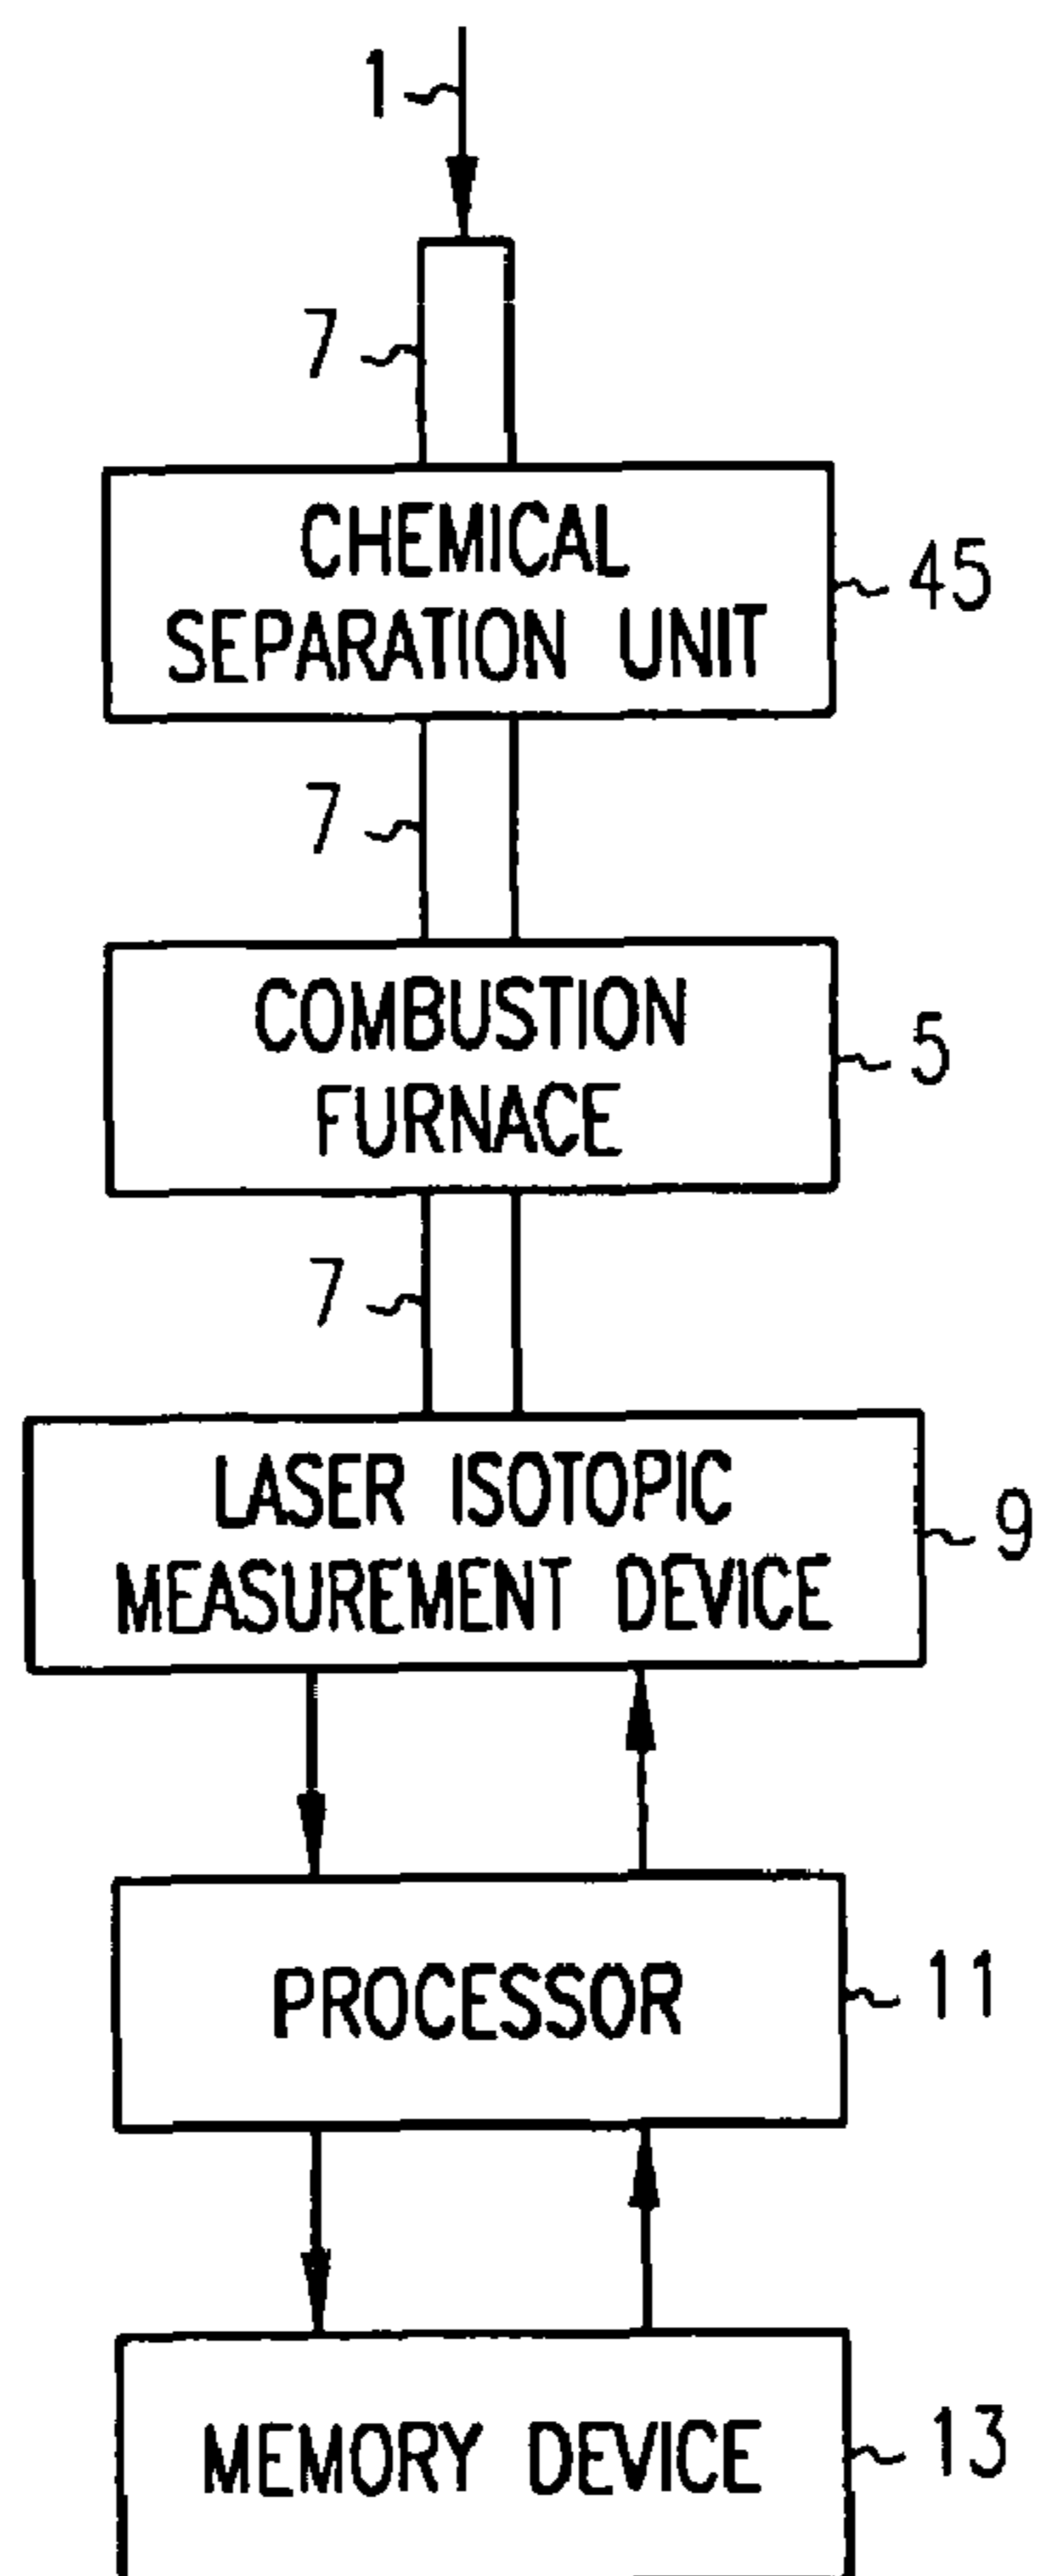 1
7
CHEMICAL
SEPARATION UNIT
45
7
COMBUSTION
FURNACE
5
7
LASER ISOTOPIC
MEASUREMENT DEVICE
9
PROCESSOR
11
MEMORY DEVICE
13